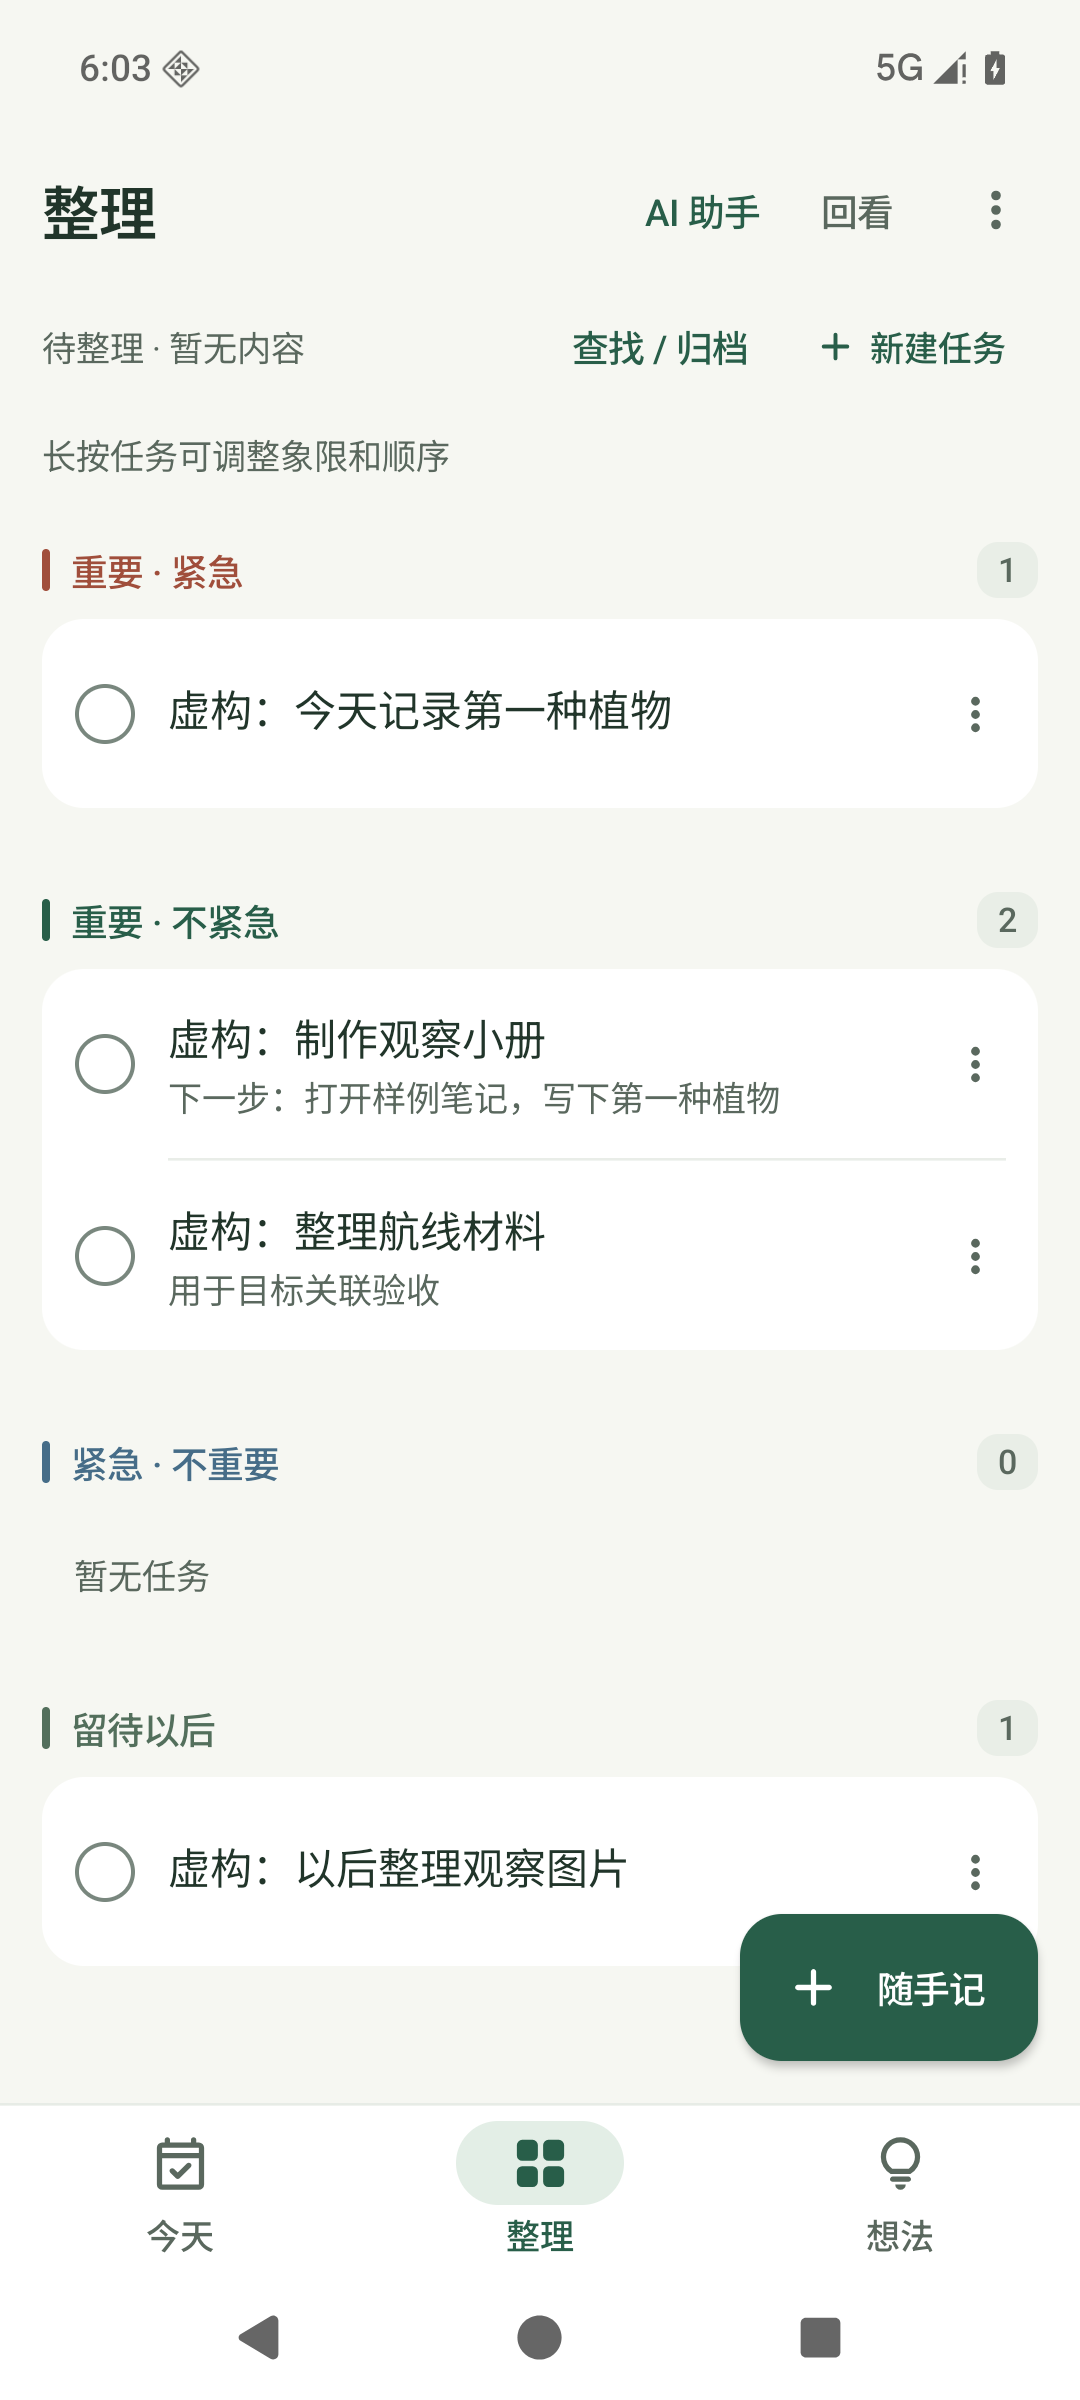 6:03
5G
整理
AI 助手
回看
待整理 · 暂无内容
查找 / 归档
+ 新建任务
长按任务可调整象限和顺序
重要 · 紧急
1
虚构：今天记录第一种植物
重要 · 不紧急
2
虚构：制作观察小册
下一步：打开样例笔记，写下第一种植物
虚构：整理航线材料
用于目标关联验收
紧急 · 不重要
0
暂无任务
留待以后
1
虚构：以后整理观察图片
+ 随手记
今天
整理
想法